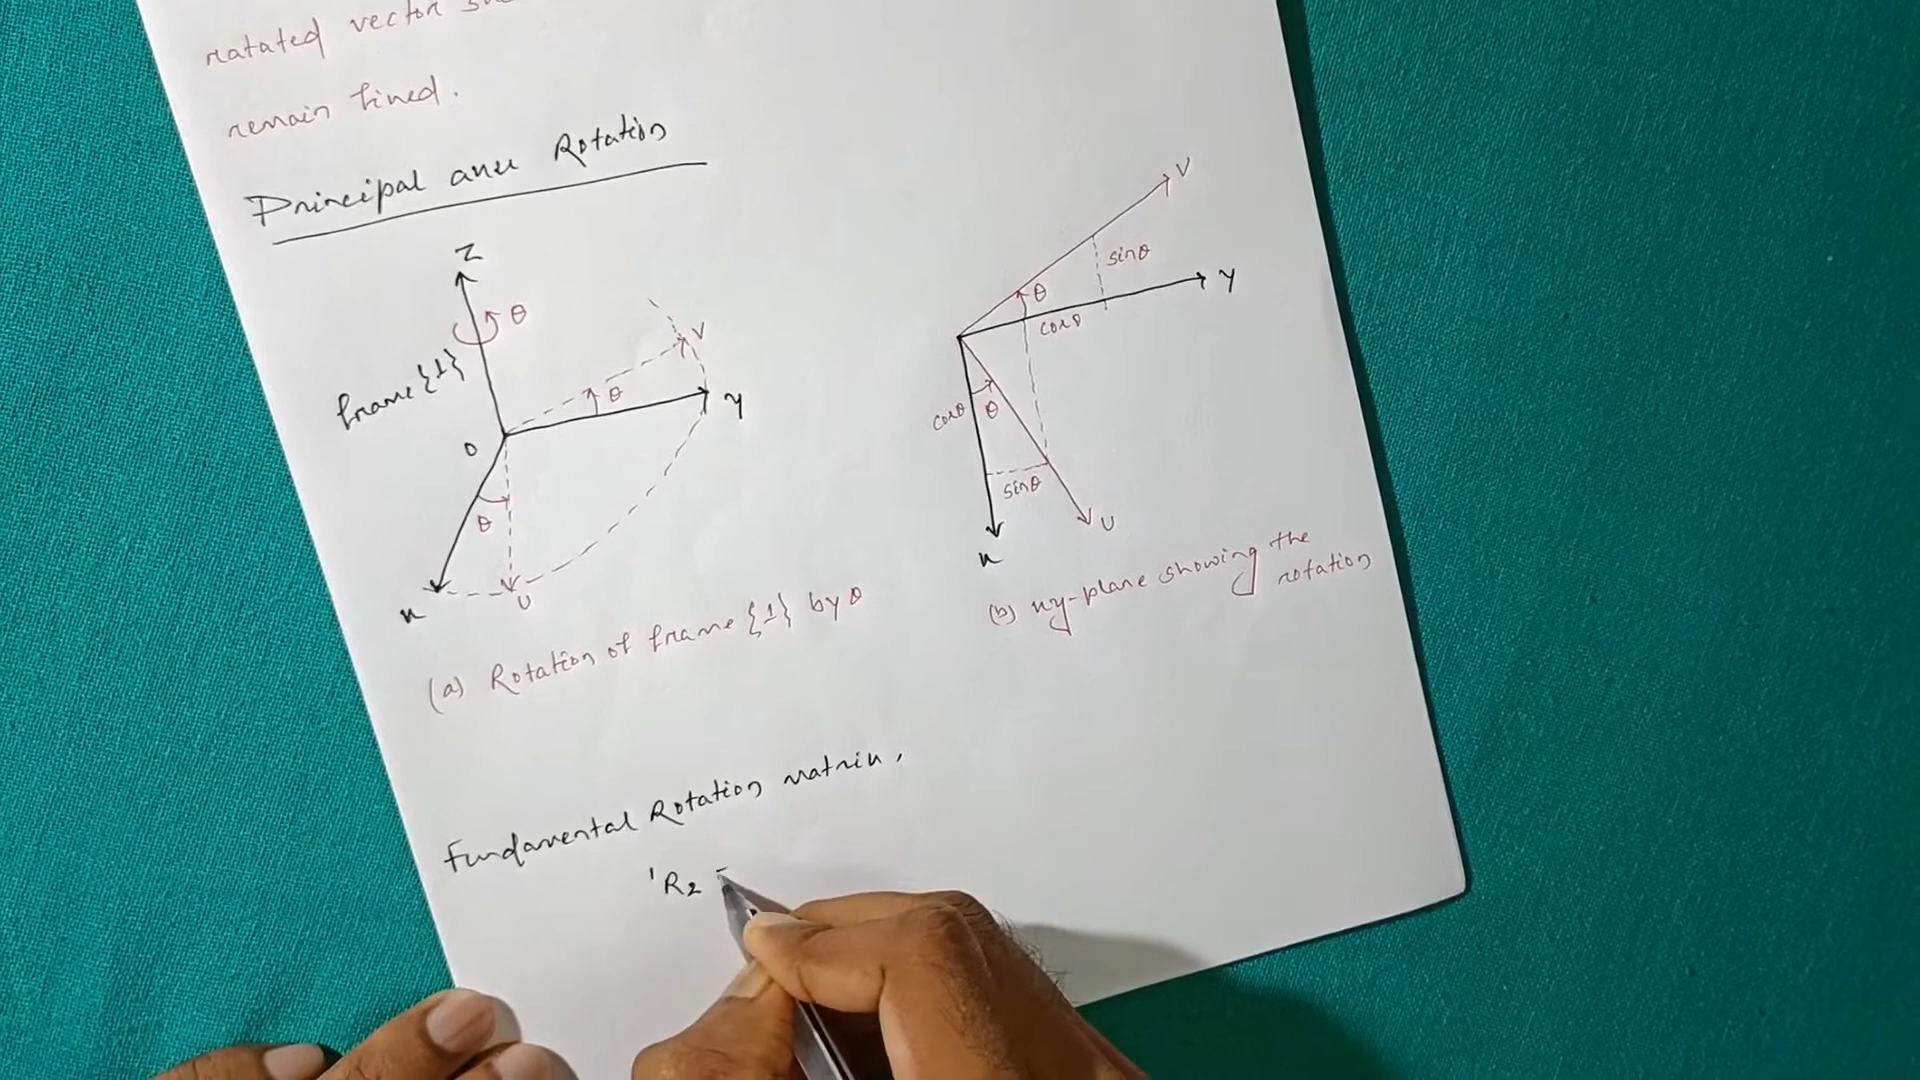 rotated vector
remain fixed.
Principal axes Rotation
Z
θ
frame {1}
V
θ
y
O
θ
x
U
(a) Rotation of frame {1} by θ
V
sinθ
θ
y
cosθ
cosθ
θ
sinθ
x
U
(b) xy-plane showing the
rotation
Fundamental Rotation matrix,
¹R₂ =